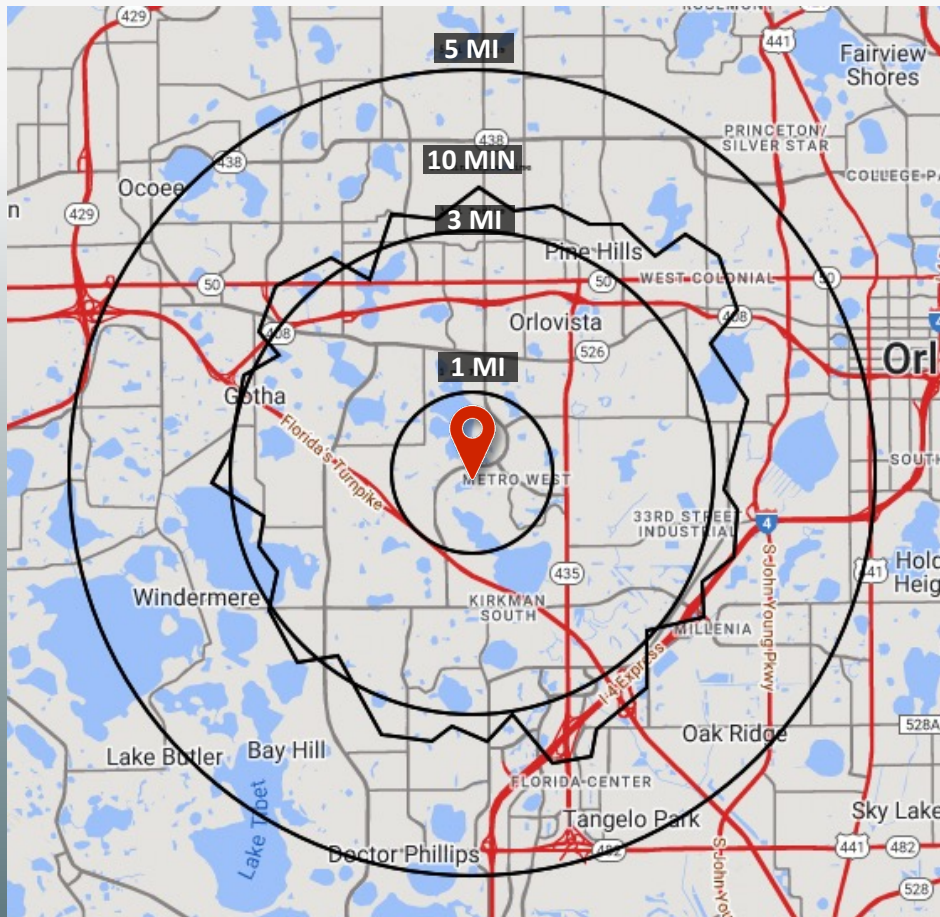 429
ROSEMONT
441
5 MI
Fairview
Shores
438
PRINCETON/
SILVER STAR
10 MIN
438
Ocoee
COLLEGE PA
n
429
3 MI
Pine Hills
50
50
WEST COLONIAL
50
408
408
Orlovista
526
Orl
1 MI
Gotha
Florida's Turnpike
METRO WEST
SOUTH
33RD STREET
INDUSTRIAL
4
435
441
Hold
Heig
Windermere
KIRKMAN
SOUTH
S John Young Pkwy
MILLENIA
I-4 Express
528A
Oak Ridge
Lake Butler
Bay Hill
FLORIDA CENTER
Lake Tibet
Tangelo Park
Sky Lake
Doctor Phillips
482
441
482
S John You
528